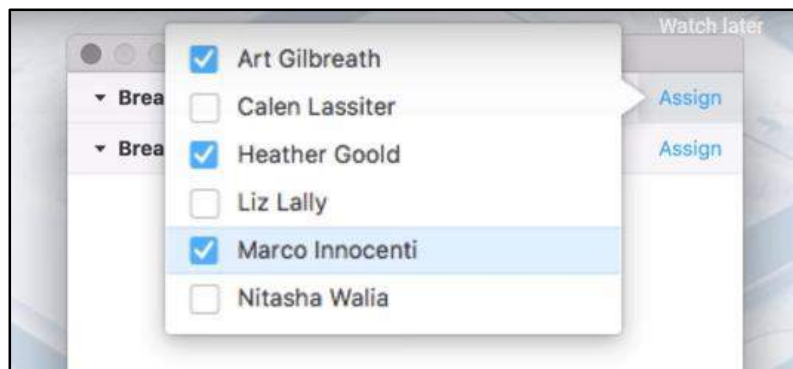 Watch later
Art Gilbreath
Brea
Assign
Calen Lassiter
Heather Goold
Brea
Assign
Liz Lally
Marco Innocenti
Nitasha Walia